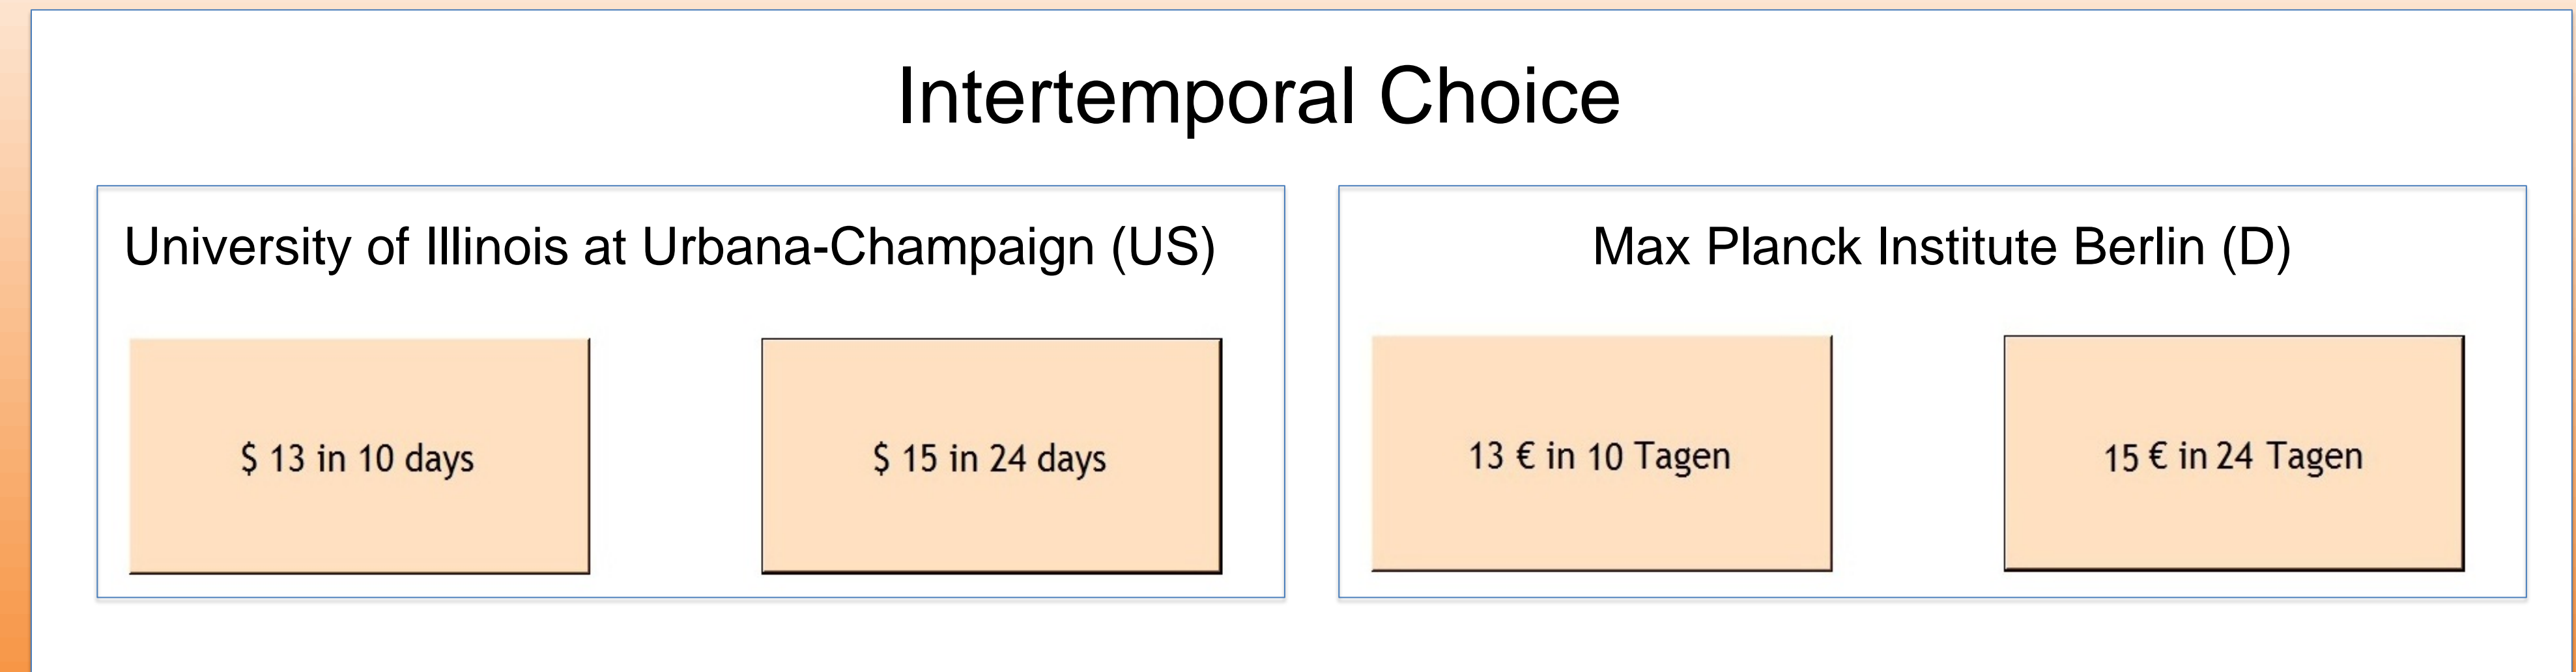 Intertemporal Choice
University of Illinois at Urbana-Champaign (US)
$ 13 in 10 days
$ 15 in 24 days
Max Planck Institute Berlin (D)
13 € in 10 Tagen
15 € in 24 Tagen